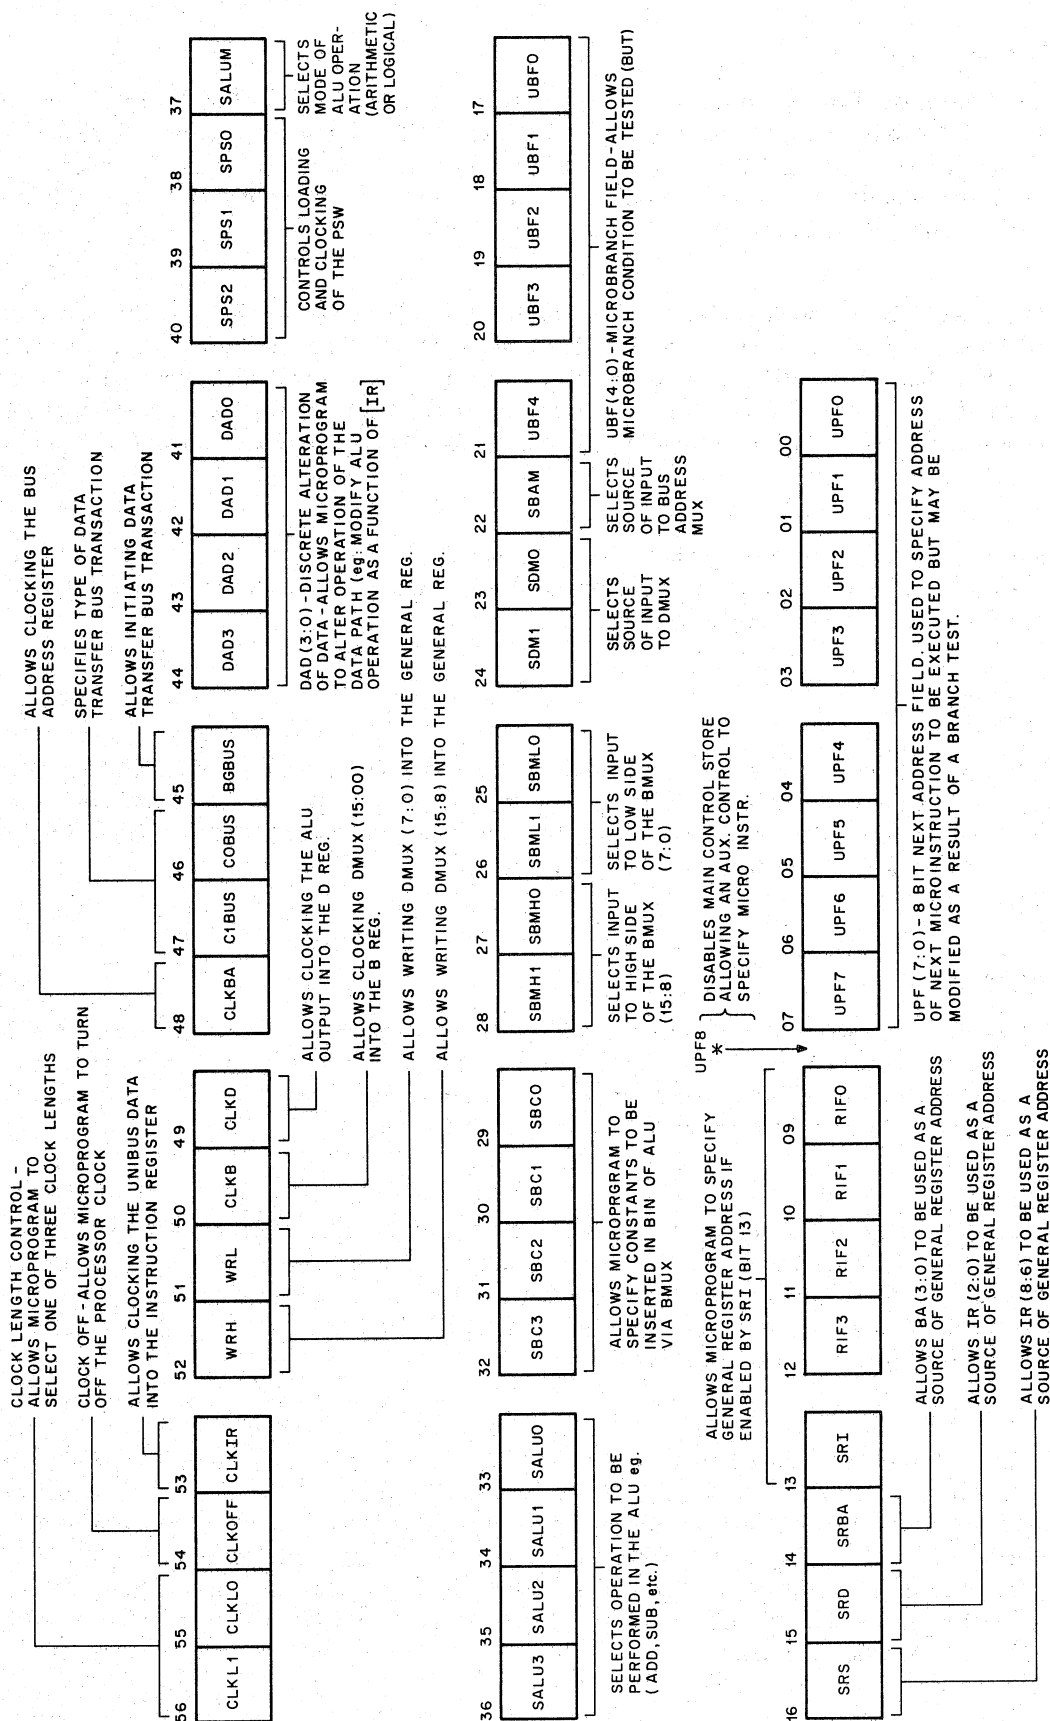 CLOCK LENGTH CONTROL -
ALLOWS MICROPROGRAM TO
SELECT ONE OF THREE CLOCK LENGTHS
CLOCK OFF - ALLOWS MICROPROGRAM TO TURN
OFF THE PROCESSOR CLOCK
ALLOWS CLOCKING THE UNIBUS DATA
INTO THE INSTRUCTION REGISTER
ALLOWS CLOCKING THE BUS
ADDRESS REGISTER
SPECIFIES TYPE OF DATA
TRANSFER BUS TRANSACTION
ALLOWS INITIATING DATA
TRANSFER BUS TRANSACTION
56 55 54 53 52 51 50 49 48 47 46 45 44 43 42 41 40 39 38 37
CLKL1 CLKL0 CLKOFF CLKIR WRH WRL CLKB CLKD CLKBA C1BUS C0BUS BGBUS DAD3 DAD2 DAD1 DAD0 SPS2 SPS1 SPS0 SALUM
ALLOWS CLOCKING THE ALU
OUTPUT INTO THE D REG.
ALLOWS CLOCKING DMUX (15:00)
INTO THE B REG.
ALLOWS WRITING DMUX (7:0) INTO THE GENERAL REG.
ALLOWS WRITING DMUX (15:8) INTO THE GENERAL REG.
DAD (3:0) - DISCRETE ALTERATION
OF DATA - ALLOWS MICROPROGRAM
TO ALTER OPERATION OF THE
DATA PATH (eg: MODIFY ALU
OPERATION AS A FUNCTION OF [IR]
CONTROLS LOADING
AND CLOCKING
OF THE PSW
SELECTS
MODE OF
ALU OPER-
ATION
(ARITHMETIC
OR LOGICAL)
36 35 34 33 32 31 30 29 28 27 26 25 24 23 22 21 20 19 18 17
SALU3 SALU2 SALU1 SALU0 SBC3 SBC2 SBC1 SBC0 SBMH1 SBMH0 SBML1 SBML0 SDM1 SDM0 SBAM UBF4 UBF3 UBF2 UBF1 UBF0
SELECTS OPERATION TO BE
PERFORMED IN THE ALU eg.
( ADD, SUB, etc.)
ALLOWS MICROPRGRAM TO
SPECIFY CONSTANTS TO BE
INSERTED IN BIN OF ALU
VIA BMUX
SELECTS INPUT
TO HIGH SIDE
OF THE BMUX
(15:8)
SELECTS INPUT
TO LOW SIDE
OF THE BMUX
(7:0)
SELECTS
SOURCE
OF INPUT
TO DMUX
SELECTS
SOURCE
OF INPUT
TO BUS
ADDRESS
MUX
UBF (4:0) - MICROBRANCH FIELD - ALLOWS
MICROBRANCH CONDITION TO BE TESTED (BUT)
ALLOWS MICROPROGRAM TO SPECIFY
GENERAL REGISTER ADDRESS IF
ENABLED BY SRI (BIT 13)
UPF8
*
DISABLES MAIN CONTROL STORE
ALLOWING AN AUX. CONTROL TO
SPECIFY MICRO INSTR.
16 15 14 13 12 11 10 09 07 06 05 04 03 02 01 00
SRS SRD SRBA SRI RIF3 RIF2 RIF1 RIF0 UPF7 UPF6 UPF5 UPF4 UPF3 UPF2 UPF1 UPF0
ALLOWS BA (3:0) TO BE USED AS A
SOURCE OF GENERAL REGISTER ADDRESS
ALLOWS IR (2:0) TO BE USED AS A
SOURCE OF GENERAL REGISTER ADDRESS
ALLOWS IR (8:6) TO BE USED AS A
SOURCE OF GENERAL REGISTER ADDRESS
UPF (7:0) - 8 BIT NEXT ADDRESS FIELD. USED TO SPECIFY ADDRESS
OF NEXT MICROINSTRUCTION TO BE EXECUTED BUT MAY BE
MODIFIED AS A RESULT OF A BRANCH TEST.